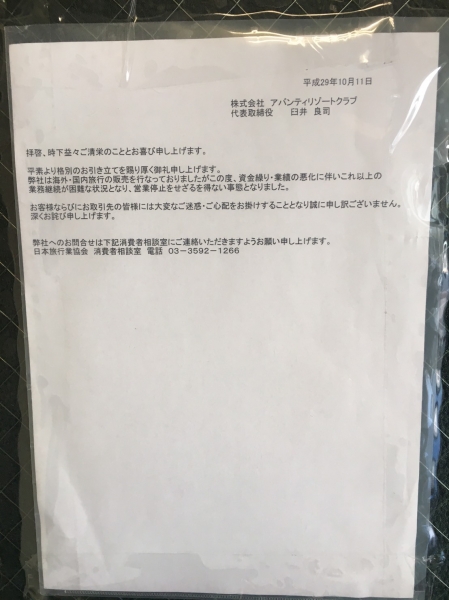 平成29年10月11日
株式会社 アバンティリゾートクラブ
代表取締役 臼井 良司
拝啓、時下益々ご清栄のこととお喜び申し上げます。
平素より格別のお引き立てを賜り厚く御礼申し上げます。
弊社は海外・国内旅行の販売を行なっておりましたがこの度、資金繰り・業績の悪化に伴いこれ以上の
業務継続が困難な状況となり、営業停止をせざるを得ない事態となりました。
お客様ならびにお取引先の皆様には大変なご迷惑・ご心配をお掛けすることとなり誠に申し訳ございません。
深くお詫び申し上げます。
弊社へのお問合せは下記消費者相談室にご連絡いただきますようお願い申し上げます。
日本旅行業協会 消費者相談室 電話 03-3592-1266